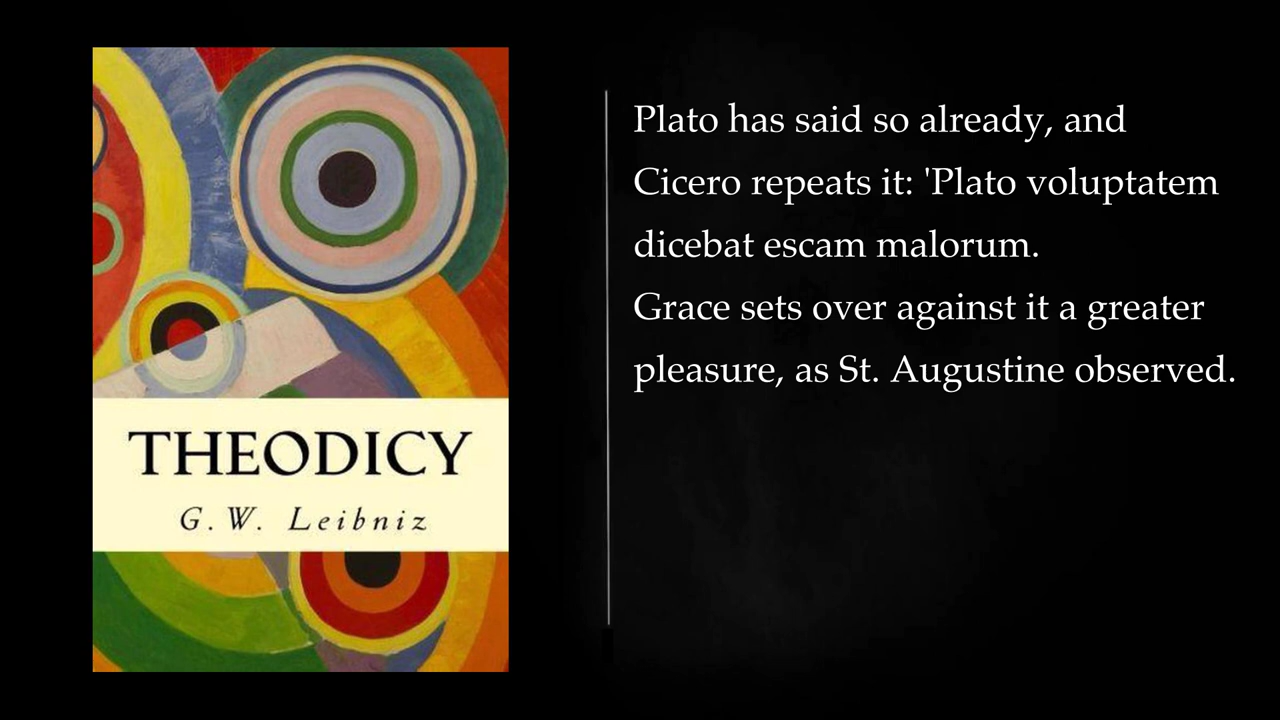 THEODICY
G. W. Leibniz
Plato has said so already, and
Cicero repeats it: 'Plato voluptatem
dicebat escam malorum.
Grace sets over against it a greater
pleasure, as St. Augustine observed.